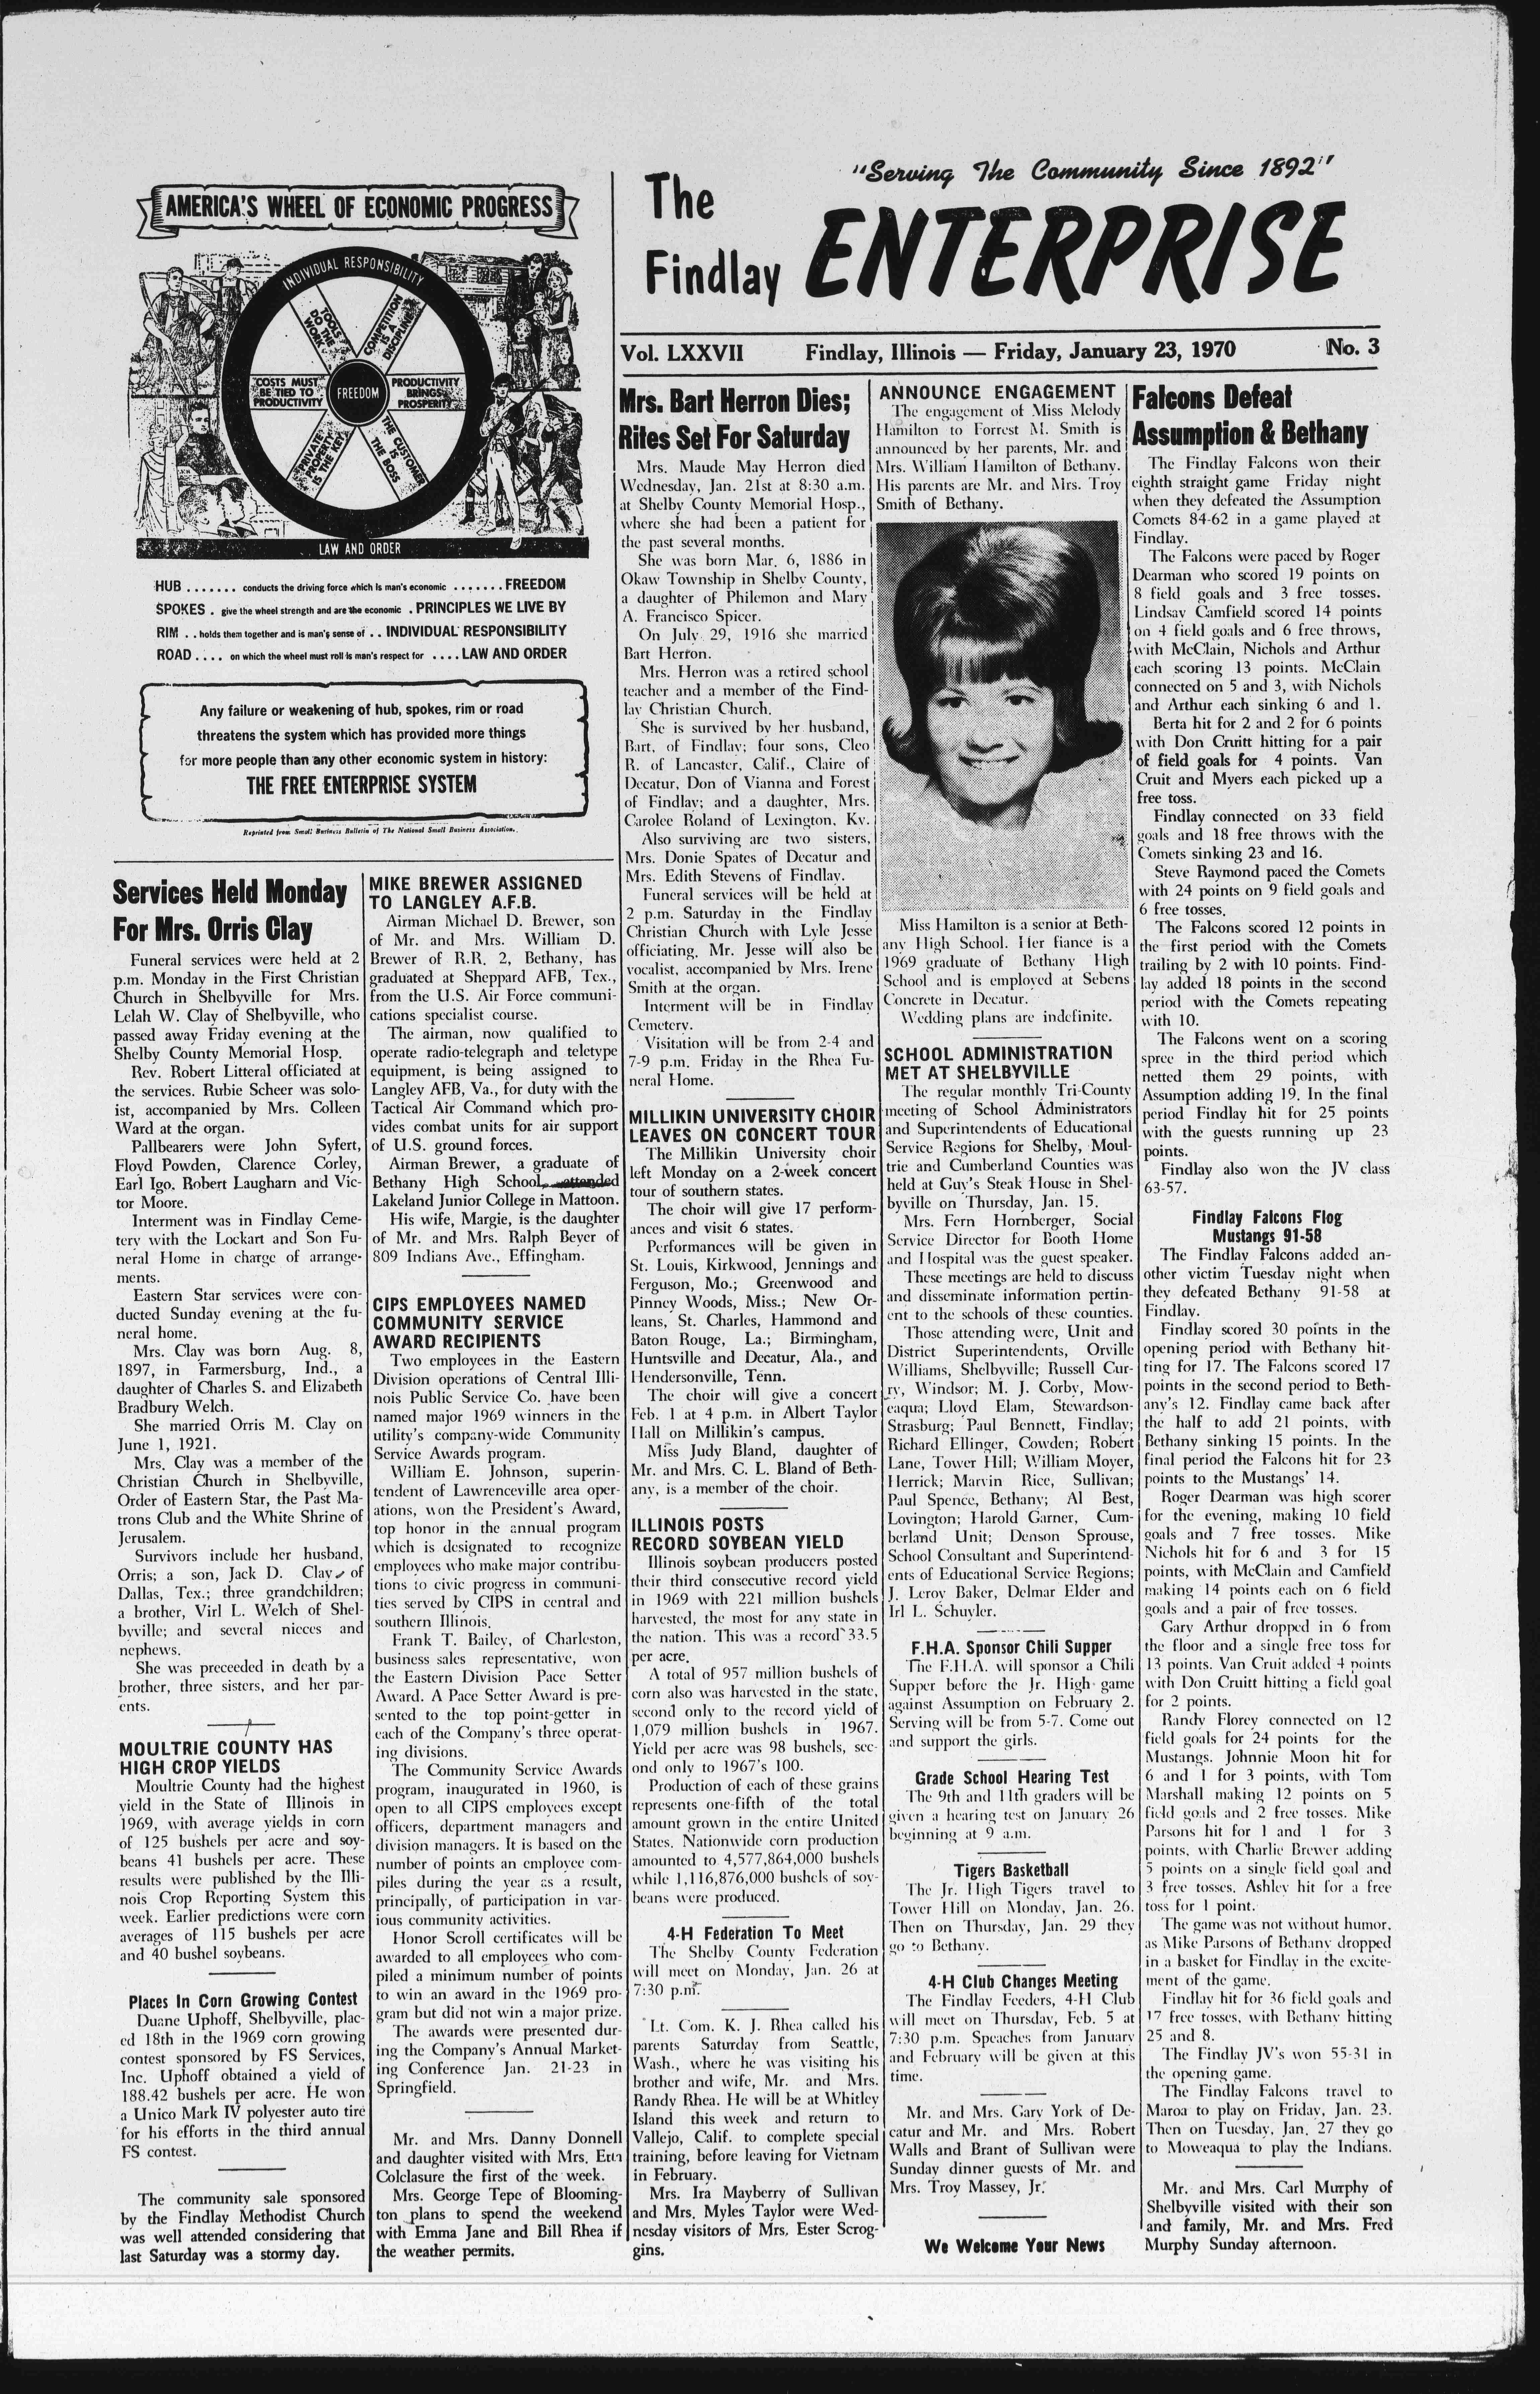 "Serving The Community Since 1892"
The
Findlay
ENTERPRISE
Vol. LXXVII Findlay, Illinois — Friday, January 23, 1970 No. 3
AMERICA'S WHEEL OF ECONOMIC PROGRESS
INDIVIDUAL RESPONSIBILITY
TOOLS
DO THE
WORK
COMPETITION
IS A
DISCIPLINE
COSTS MUST
BE TIED TO
PRODUCTIVITY
FREEDOM
PRODUCTIVITY
BRINGS
PROSPERITY
PRIVATE
PROPERTY
IS THE KEY
THE CUSTOMER
IS
THE BOSS
LAW AND ORDER
HUB ....... conducts the driving force which is man's economic ....... FREEDOM
SPOKES . give the wheel strength and are the economic . PRINCIPLES WE LIVE BY
RIM .. holds them together and is man's sense of .. INDIVIDUAL RESPONSIBILITY
ROAD .... on which the wheel must roll is man's respect for .... LAW AND ORDER
Any failure or weakening of hub, spokes, rim or road
threatens the system which has provided more things
for more people than any other economic system in history:
THE FREE ENTERPRISE SYSTEM
Reprinted from Small Business Bulletin of The National Small Business Association.
Services Held Monday
For Mrs. Orris Clay
Funeral services were held at 2
p.m. Monday in the First Christian
Church in Shelbyville for Mrs.
Lelah W. Clay of Shelbyville, who
passed away Friday evening at the
Shelby County Memorial Hosp.
Rev. Robert Litteral officiated at
the services. Rubie Scheer was solo-
ist, accompanied by Mrs. Colleen
Ward at the organ.
Pallbearers were John Syfert,
Floyd Powden, Clarence Corley,
Earl Igo, Robert Laugharn and Vic-
tor Moore.
Interment was in Findlay Ceme-
tery with the Lockart and Son Fu-
neral Home in charge of arrange-
ments.
Eastern Star services were con-
ducted Sunday evening at the fu-
neral home.
Mrs. Clay was born Aug. 8,
1897, in Farmersburg, Ind., a
daughter of Charles S. and Elizabeth
Bradbury Welch.
She married Orris M. Clay on
June 1, 1921.
Mrs. Clay was a member of the
Christian Church in Shelbyville,
Order of Eastern Star, the Past Ma-
trons Club and the White Shrine of
Jerusalem.
Survivors include her husband,
Orris; a son, Jack D. Clay of
Dallas, Tex.; three grandchildren;
a brother, Virl L. Welch of Shel-
byville; and several nieces and
nephews.
She was preceeded in death by a
brother, three sisters, and her par-
ents.
MOULTRIE COUNTY HAS
HIGH CROP YIELDS
Moultrie County had the highest
yield in the State of Illinois in
1969, with average yields in corn
of 125 bushels per acre and soy-
beans 41 bushels per acre. These
results were published by the Illi-
nois Crop Reporting System this
week. Earlier predictions were corn
averages of 115 bushels per acre
and 40 bushel soybeans.
Places In Corn Growing Contest
Duane Uphoff, Shelbyville, plac-
ed 18th in the 1969 corn growing
contest sponsored by FS Services,
Inc. Uphoff obtained a yield of
188.42 bushels per acre. He won
a Unico Mark IV polyester auto tire
for his efforts in the third annual
FS contest.
The community sale sponsored
by the Findlay Methodist Church
was well attended considering that
last Saturday was a stormy day.
MIKE BREWER ASSIGNED
TO LANGLEY A.F.B.
Airman Michael D. Brewer, son
of Mr. and Mrs. William D.
Brewer of R.R. 2, Bethany, has
graduated at Sheppard AFB, Tex.,
from the U.S. Air Force communi-
cations specialist course.
The airman, now qualified to
operate radio-telegraph and teletype
equipment, is being assigned to
Langley AFB, Va., for duty with the
Tactical Air Command which pro-
vides combat units for air support
of U.S. ground forces.
Airman Brewer, a graduate of
Bethany High School, attended
Lakeland Junior College in Mattoon.
His wife, Margie, is the daughter
of Mr. and Mrs. Ralph Beyer of
809 Indians Ave., Effingham.
CIPS EMPLOYEES NAMED
COMMUNITY SERVICE
AWARD RECIPIENTS
Two employees in the Eastern
Division operations of Central Illi-
nois Public Service Co. have been
named major 1969 winners in the
utility's company-wide Community
Service Awards program.
William E. Johnson, superin-
tendent of Lawrenceville area oper-
ations, won the President's Award,
top honor in the annual program
which is designated to recognize
employees who make major contribu-
tions to civic progress in communi-
ties served by CIPS in central and
southern Illinois.
Frank T. Bailey, of Charleston,
business sales representative, won
the Eastern Division Pace Setter
Award. A Pace Setter Award is pre-
sented to the top point-getter in
each of the Company's three operat-
ing divisions.
The Community Service Awards
program, inaugurated in 1960, is
open to all CIPS employees except
officers, department managers and
division managers. It is based on the
number of points an employee com-
piles during the year as a result,
principally, of participation in var-
ious community activities.
Honor Scroll certificates will be
awarded to all employees who com-
piled a minimum number of points
to win an award in the 1969 pro-
gram but did not win a major prize.
The awards were presented dur-
ing the Company's Annual Market-
ing Conference Jan. 21-23 in
Springfield.
Mr. and Mrs. Danny Donnell
and daughter visited with Mrs. Etta
Colclasure the first of the week.
Mrs. George Tepe of Blooming-
ton plans to spend the weekend
with Emma Jane and Bill Rhea if
the weather permits.
Mrs. Bart Herron Dies;
Rites Set For Saturday
Mrs. Maude May Herron died
Wednesday, Jan. 21st at 8:30 a.m.
at Shelby County Memorial Hosp.,
where she had been a patient for
the past several months.
She was born Mar. 6, 1886 in
Okaw Township in Shelby County,
a daughter of Philemon and Mary
A. Francisco Spicer.
On July 29, 1916 she married
Bart Herron.
Mrs. Herron was a retired school
teacher and a member of the Find-
lay Christian Church.
She is survived by her husband,
Bart, of Findlay; four sons, Cleo
R. of Lancaster, Calif., Claire of
Decatur, Don of Vianna and Forest
of Findlay; and a daughter, Mrs.
Carolee Roland of Lexington, Ky.
Also surviving are two sisters,
Mrs. Donie Spates of Decatur and
Mrs. Edith Stevens of Findlay.
Funeral services will be held at
2 p.m. Saturday in the Findlay
Christian Church with Lyle Jesse
officiating. Mr. Jesse will also be
vocalist, accompanied by Mrs. Irene
Smith at the organ.
Interment will be in Findlay
Cemetery.
Visitation will be from 2-4 and
7-9 p.m. Friday in the Rhea Fu-
neral Home.
MILLIKIN UNIVERSITY CHOIR
LEAVES ON CONCERT TOUR
The Millikin University choir
left Monday on a 2-week concert
tour of southern states.
The choir will give 17 perform-
ances and visit 6 states.
Performances will be given in
St. Louis, Kirkwood, Jennings and
Ferguson, Mo.; Greenwood and
Pinney Woods, Miss.; New Or-
leans, St. Charles, Hammond and
Baton Rouge, La.; Birmingham,
Huntsville and Decatur, Ala., and
Hendersonville, Tenn.
The choir will give a concert
Feb. 1 at 4 p.m. in Albert Taylor
Hall on Millikin's campus.
Miss Judy Bland, daughter of
Mr. and Mrs. C. L. Bland of Beth-
any, is a member of the choir.
ILLINOIS POSTS
RECORD SOYBEAN YIELD
Illinois soybean producers posted
their third consecutive record yield
in 1969 with 221 million bushels
harvested, the most for any state in
the nation. This was a record 33.5
per acre.
A total of 957 million bushels of
corn also was harvested in the state,
second only to the record yield of
1,079 million bushels in 1967.
Yield per acre was 98 bushels, sec-
ond only to 1967's 100.
Production of each of these grains
represents one-fifth of the total
amount grown in the entire United
States. Nationwide corn production
amounted to 4,577,864,000 bushels
while 1,116,876,000 bushels of soy-
beans were produced.
4-H Federation To Meet
The Shelby County Federation
will meet on Monday, Jan. 26 at
7:30 p.m.
Lt. Com. K. J. Rhea called his
parents Saturday from Seattle,
Wash., where he was visiting his
brother and wife, Mr. and Mrs.
Randy Rhea. He will be at Whitley
Island this week and return to
Vallejo, Calif. to complete special
training, before leaving for Vietnam
in February.
Mrs. Ira Mayberry of Sullivan
and Mrs. Myles Taylor were Wed-
nesday visitors of Mrs. Ester Scrog-
gins.
ANNOUNCE ENGAGEMENT
The engagement of Miss Melody
Hamilton to Forrest M. Smith is
announced by her parents, Mr. and
Mrs. William Hamilton of Bethany.
His parents are Mr. and Mrs. Troy
Smith of Bethany.
Miss Hamilton is a senior at Beth-
any High School. Her fiance is a
1969 graduate of Bethany High
School and is employed at Sebens
Concrete in Decatur.
Wedding plans are indefinite.
SCHOOL ADMINISTRATION
MET AT SHELBYVILLE
The regular monthly Tri-County
meeting of School Administrators
and Superintendents of Educational
Service Regions for Shelby, Moul-
trie and Cumberland Counties was
held at Guy's Steak House in Shel-
byville on Thursday, Jan. 15.
Mrs. Fern Hornberger, Social
Service Director for Booth Home
and Hospital was the guest speaker.
These meetings are held to discuss
and disseminate information pertin-
ent to the schools of these counties.
Those attending were, Unit and
District Superintendents, Orville
Williams, Shelbyville; Russell Cur-
ry, Windsor; M. J. Corby, Mow-
eaqua; Lloyd Elam, Stewardson-
Strasburg; Paul Bennett, Findlay;
Richard Ellinger, Cowden; Robert
Lane, Tower Hill; William Moyer,
Herrick; Marvin Rice, Sullivan;
Paul Spence, Bethany; Al Best,
Lovington; Harold Garner, Cum-
berland Unit; Denson Sprouse,
School Consultant and Superintend-
ents of Educational Service Regions;
J. Leroy Baker, Delmar Elder and
Irl L. Schuyler.
F.H.A. Sponsor Chili Supper
The F.H.A. will sponsor a Chili
Supper before the Jr. High game
against Assumption on February 2.
Serving will be from 5-7. Come out
and support the girls.
Grade School Hearing Test
The 9th and 11th graders will be
given a hearing test on January 26
beginning at 9 a.m.
Tigers Basketball
The Jr. High Tigers travel to
Tower Hill on Monday, Jan. 26.
Then on Thursday, Jan. 29 they
go to Bethany.
4-H Club Changes Meeting
The Findlay Feeders, 4-H Club
will meet on Thursday, Feb. 5 at
7:30 p.m. Speaches from January
and February will be given at this
time.
Mr. and Mrs. Gary York of De-
catur and Mr. and Mrs. Robert
Walls and Brant of Sullivan were
Sunday dinner guests of Mr. and
Mrs. Troy Massey, Jr.
We Welcome Your News
Falcons Defeat
Assumption & Bethany
The Findlay Falcons won their
eighth straight game Friday night
when they defeated the Assumption
Comets 84-62 in a game played at
Findlay.
The Falcons were paced by Roger
Dearman who scored 19 points on
8 field goals and 3 free tosses.
Lindsay Camfield scored 14 points
on 4 field goals and 6 free throws,
with McClain, Nichols and Arthur
each scoring 13 points. McClain
connected on 5 and 3, with Nichols
and Arthur each sinking 6 and 1.
Berta hit for 2 and 2 for 6 points
with Don Cruitt hitting for a pair
of field goals for 4 points. Van
Cruit and Myers each picked up a
free toss.
Findlay connected on 33 field
goals and 18 free throws with the
Comets sinking 23 and 16.
Steve Raymond paced the Comets
with 24 points on 9 field goals and
6 free tosses.
The Falcons scored 12 points in
the first period with the Comets
trailing by 2 with 10 points. Find-
lay added 18 points in the second
period with the Comets repeating
with 10.
The Falcons went on a scoring
spree in the third period which
netted them 29 points, with
Assumption adding 19. In the final
period Findlay hit for 25 points
with the guests running up 23
points.
Findlay also won the JV class
63-57.
Findlay Falcons Flog
Mustangs 91-58
The Findlay Falcons added an-
other victim Tuesday night when
they defeated Bethany 91-58 at
Findlay.
Findlay scored 30 points in the
opening period with Bethany hit-
ting for 17. The Falcons scored 17
points in the second period to Beth-
any's 12. Findlay came back after
the half to add 21 points, with
Bethany sinking 15 points. In the
final period the Falcons hit for 23
points to the Mustangs' 14.
Roger Dearman was high scorer
for the evening, making 10 field
goals and 7 free tosses. Mike
Nichols hit for 6 and 3 for 15
points, with McClain and Camfield
making 14 points each on 6 field
goals and a pair of free tosses.
Gary Arthur dropped in 6 from
the floor and a single free toss for
13 points. Van Cruit added 4 points
with Don Cruitt hitting a field goal
for 2 points.
Randy Florey connected on 12
field goals for 24 points for the
Mustangs. Johnnie Moon hit for
6 and 1 for 3 points, with Tom
Marshall making 12 points on 5
field goals and 2 free tosses. Mike
Parsons hit for 1 and 1 for 3
points, with Charlie Brewer adding
5 points on a single field goal and
3 free tosses. Ashley hit for a free
toss for 1 point.
The game was not without humor,
as Mike Parsons of Bethany dropped
in a basket for Findlay in the excite-
ment of the game.
Findlay hit for 36 field goals and
17 free tosses, with Bethany hitting
25 and 8.
The Findlay JV's won 55-31 in
the opening game.
The Findlay Falcons travel to
Maroa to play on Friday, Jan. 23.
Then on Tuesday, Jan. 27 they go
to Moweaqua to play the Indians.
Mr. and Mrs. Carl Murphy of
Shelbyville visited with their son
and family, Mr. and Mrs. Fred
Murphy Sunday afternoon.